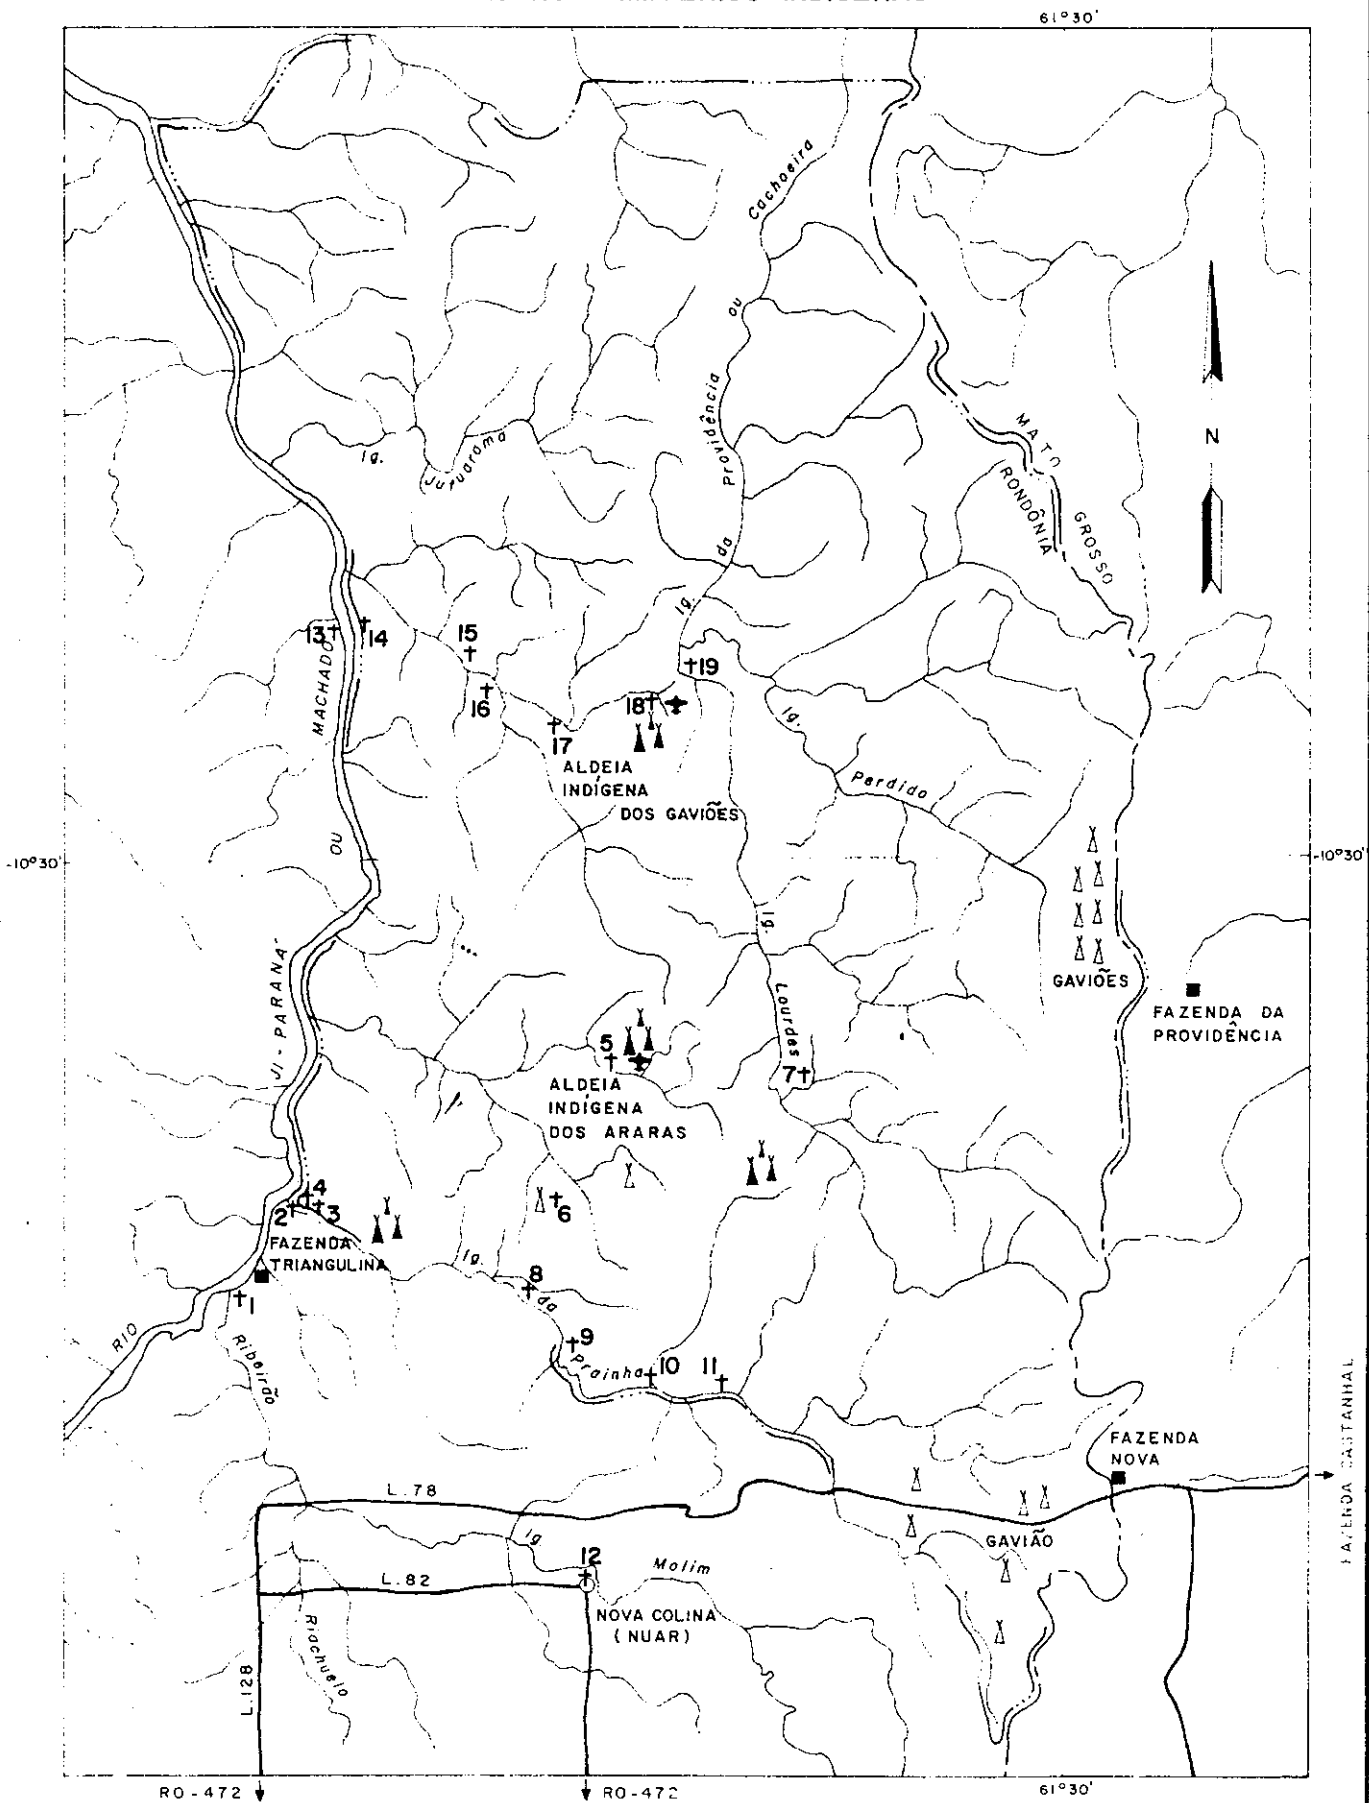 61°30'
Cachoeira
ou
Providência
da
Ig.
Ig.
Jutuarama
MATO
GROSSO
RONDÔNIA
N
13
14
15
16
17
18
19
MACHADO
OU
JI-PARANÁ
RIO
ALDEIA
INDÍGENA
DOS GAVIÕES
Ig.
Perdido
-10°30'
-10°30'
Ig.
Lourdes
GAVIÕES
FAZENDA DA
PROVIDÊNCIA
5
7
ALDEIA
INDÍGENA
DOS ARARAS
4
2
3
6
FAZENDA
TRIANGULINA
1
Ig.
8
da
9
Prainha
10
11
Ribeirão
FAZENDA
NOVA
FAZENDA CASTANHAL
L.78
GAVIÃO
Ig
12
Molim
L.82
NOVA COLINA
(NUAR)
Riachuelo
L.128
RO-472
RO-472
61°30'